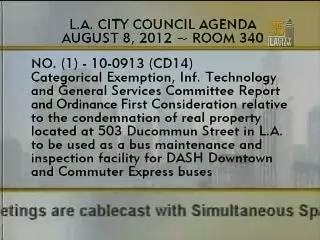 L.A. CITY COUNCIL AGENDA
AUGUST 8, 2012 ~ ROOM 340
NO. (1) - 10-0913 (CD14)
Categorical Exemption, Inf. Technology
and General Services Committee Report
and Ordinance First Consideration relative
to the condemnation of real property
located at 503 Ducommun Street in L.A.
to be used as a bus maintenance and
inspection facility for DASH Downtown
and Commuter Express buses
etings are cablecast with Simultaneous Spa